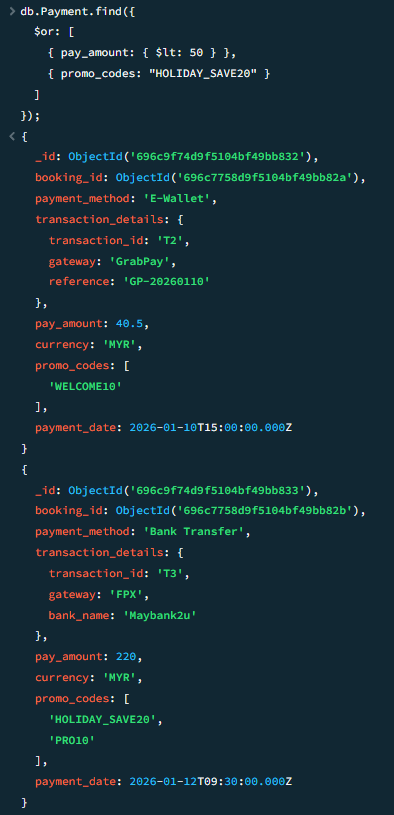 > db.Payment.find({
    $or: [
      { pay_amount: { $lt: 50 } },
      { promo_codes: "HOLIDAY_SAVE20" }
    ]
  });
< {
    _id: ObjectId('696c9f74d9f5104bf49bb832'),
    booking_id: ObjectId('696c7758d9f5104bf49bb82a'),
    payment_method: 'E-Wallet',
    transaction_details: {
      transaction_id: 'T2',
      gateway: 'GrabPay',
      reference: 'GP-20260110'
    },
    pay_amount: 40.5,
    currency: 'MYR',
    promo_codes: [
      'WELCOME10'
    ],
    payment_date: 2026-01-10T15:00:00.000Z
  }
  {
    _id: ObjectId('696c9f74d9f5104bf49bb833'),
    booking_id: ObjectId('696c7758d9f5104bf49bb82b'),
    payment_method: 'Bank Transfer',
    transaction_details: {
      transaction_id: 'T3',
      gateway: 'FPX',
      bank_name: 'Maybank2u'
    },
    pay_amount: 220,
    currency: 'MYR',
    promo_codes: [
      'HOLIDAY_SAVE20',
      'PRO10'
    ],
    payment_date: 2026-01-12T09:30:00.000Z
  }